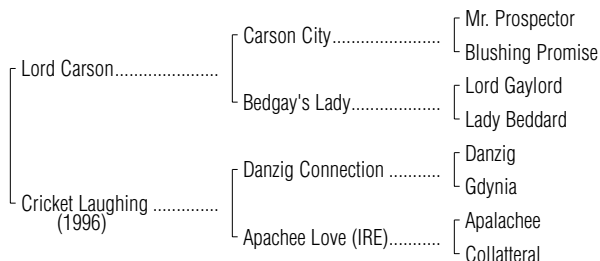 Mr. Prospector
Carson City.....................
Blushing Promise
Lord Carson....................
Lord Gaylord
Bedgay's Lady.................
Lady Beddard
Danzig
Danzig Connection ..........
Gdynia
Cricket Laughing .............
(1996)
Apalachee
Apachee Love (IRE)..........
Collatteral